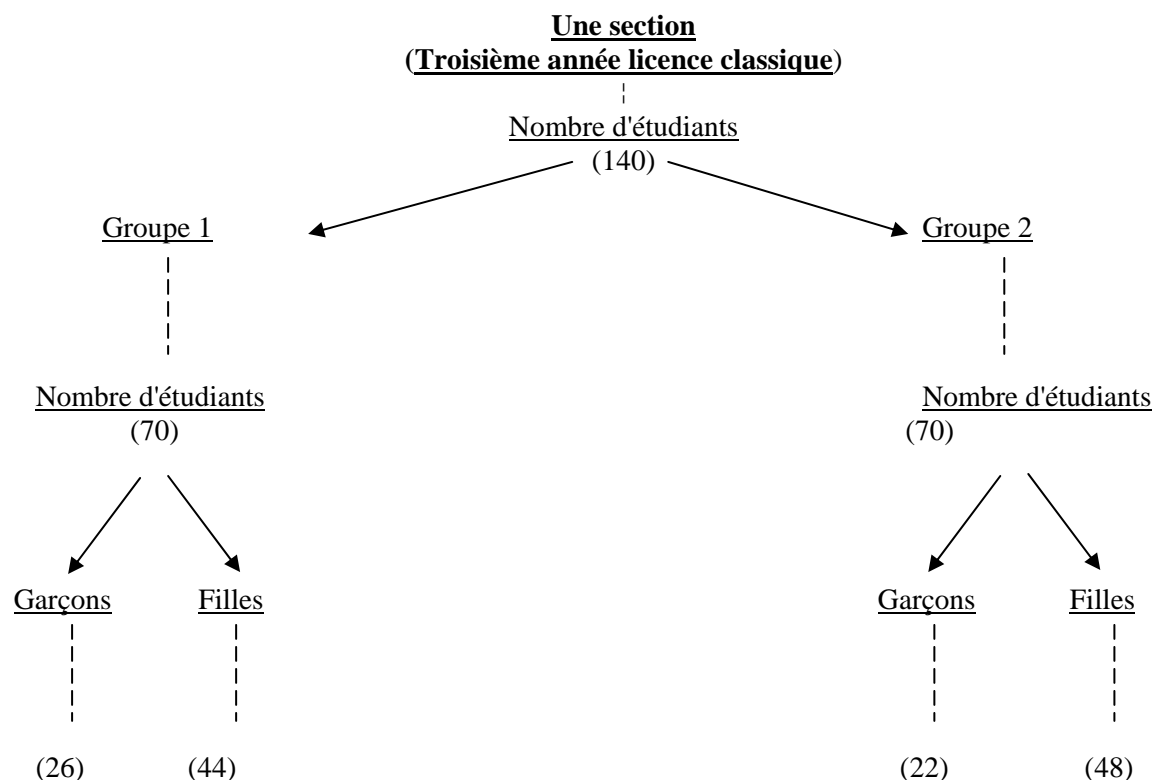 Une section
(Troisième année licence classique)
Nombre d'étudiants
(140)
Groupe 1 Groupe 2
Nombre d'étudiants Nombre d'étudiants
(70) (70)
Garçons Filles Garçons Filles
(26) (44) (22) (48)